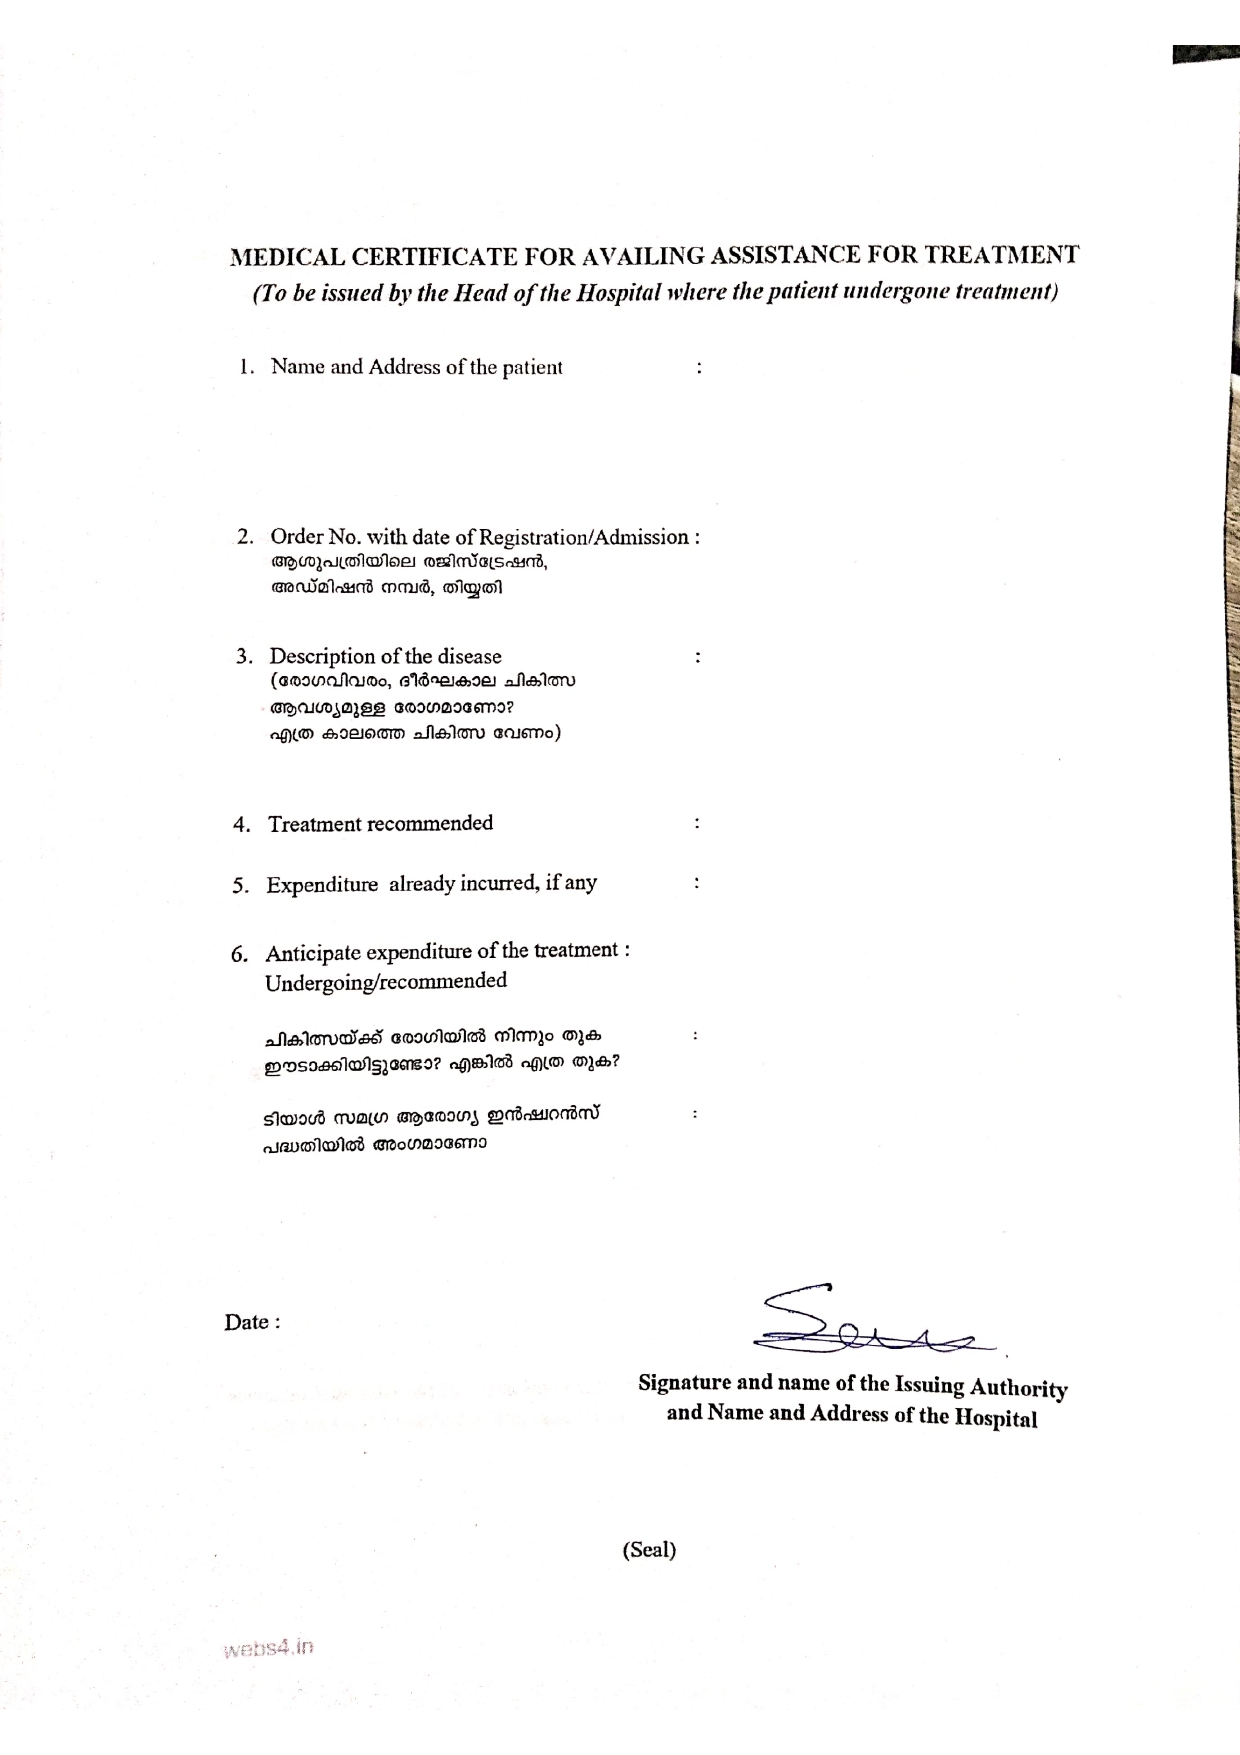 MEDICAL CERTIFICATE FOR AVAILING ASSISTANCE FOR TREATMENT
(To be issued by the Head of the Hospital where the patient undergone treatment)
1. Name and Address of the patient :
2. Order No. with date of Registration/Admission :
ആശുപത്രിയിലെ രജിസ്ട്രേഷൻ,
അഡ്മിഷൻ നമ്പർ, തിയ്യതി
3. Description of the disease :
(രോഗവിവരം, ദീർഘകാല ചികിത്സ
ആവശ്യമുള്ള രോഗമാണോ?
എത്ര കാലത്തെ ചികിത്സ വേണം)
4. Treatment recommended :
5. Expenditure already incurred, if any :
6. Anticipate expenditure of the treatment :
Undergoing/recommended
ചികിത്സയ്ക്ക് രോഗിയിൽ നിന്നും തുക :
ഈടാക്കിയിട്ടുണ്ടോ? എങ്കിൽ എത്ര തുക?
ടിയാൾ സമഗ്ര ആരോഗ്യ ഇൻഷ്വറൻസ് :
പദ്ധതിയിൽ അംഗമാണോ
Date :
Signature and name of the Issuing Authority
and Name and Address of the Hospital
(Seal)
webs4.in